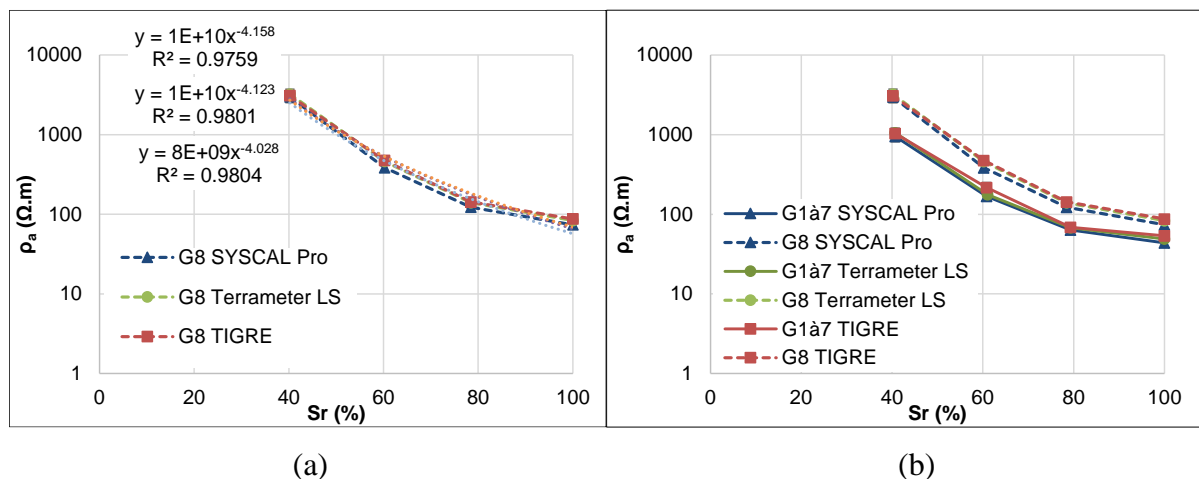 y = 1E+10x-4.158
R² = 0.9759
y = 1E+10x-4.123
R² = 0.9801
y = 8E+09x-4.028
R² = 0.9804
10000
1000
100
10
1
ρa (Ω.m)
G8 SYSCAL Pro
G8 Terrameter LS
G8 TIGRE
0 20 40 60 80 100
Sr (%)
(a)
10000
1000
100
10
1
ρa (Ω.m)
G1à7 SYSCAL Pro
G8 SYSCAL Pro
G1à7 Terrameter LS
G8 Terrameter LS
G1à7 TIGRE
G8 TIGRE
0 20 40 60 80 100
Sr (%)
(b)